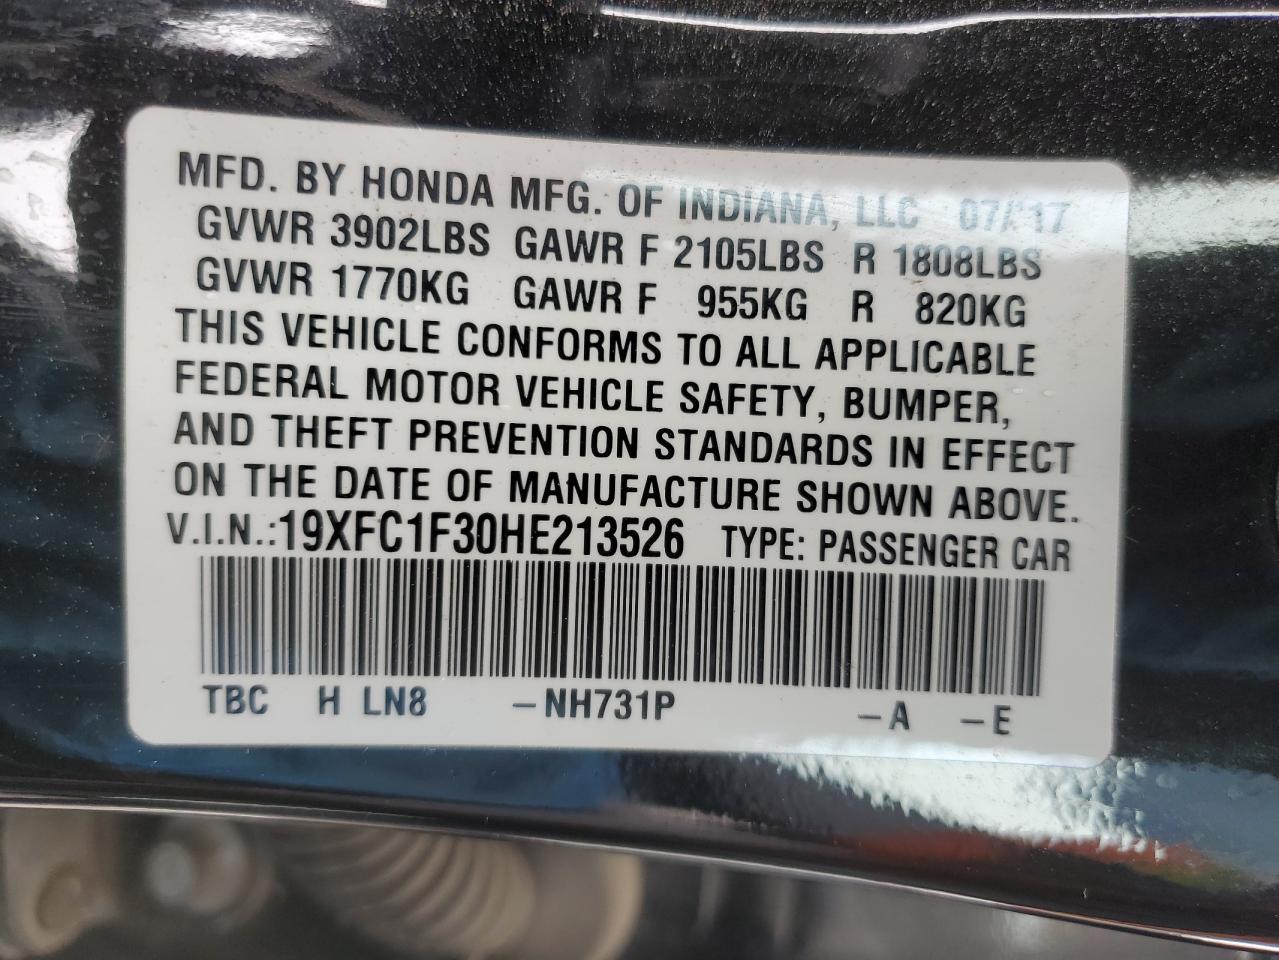 MFD. BY HONDA MFG. OF INDIANA, LLC 07/17
GVWR 3902LBS GAWR F 2105LBS R 1808LBS
GVWR 1770KG GAWR F 955KG R 820KG
THIS VEHICLE CONFORMS TO ALL APPLICABLE
FEDERAL MOTOR VEHICLE SAFETY, BUMPER,
AND THEFT PREVENTION STANDARDS IN EFFECT
ON THE DATE OF MANUFACTURE SHOWN ABOVE.
V.I.N.:19XFC1F30HE213526 TYPE: PASSENGER CAR
TBC H LN8 –NH731P –A –E